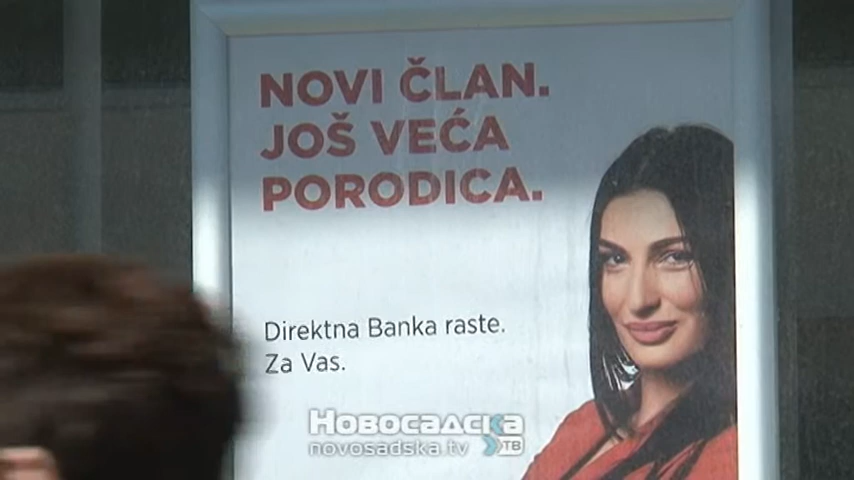 NOVI ČLAN.
JOŠ VEĆA
PORODICA.
Direktna Banka raste.
Za Vas.
НОВОСАДСКА
novosadska.tv ТВ